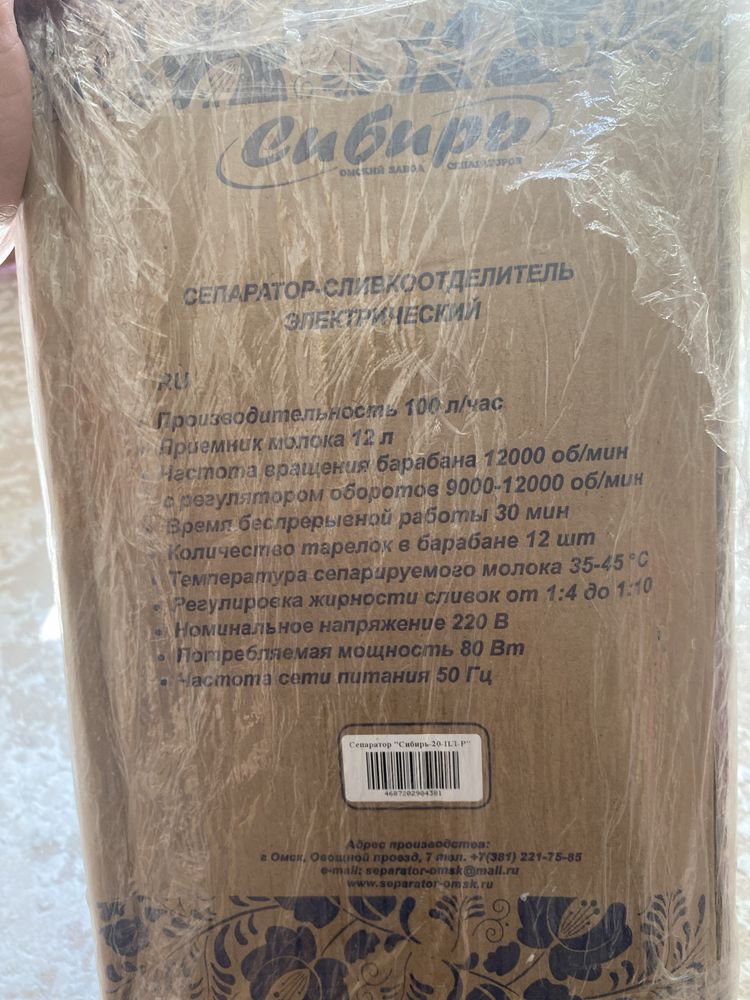 Сибирь
ОМСКИЙ ЗАВОД СЕПАРАТОРОВ
СЕПАРАТОР-СЛИВКООТДЕЛИТЕЛЬ
ЭЛЕКТРИЧЕСКИЙ
RU
• Производительность 100 л/час
• Приемник молока 12 л
• Частота вращения барабана 12000 об/мин
с регулятором оборотов 9000-12000 об/мин
• Время беспрерывной работы 30 мин
• Количество тарелок в барабане 12 шт
• Температура сепарируемого молока 35-45 °С
• Регулировка жирности сливок от 1:4 до 1:10
• Номинальное напряжение 220 В
• Потребляемая мощность 80 Вт
• Частота сети питания 50 Гц
Сепаратор "Сибирь-20-ПЛ-Р"
4687202984381
Адрес производства:
г Омск, Овощной проезд, 7 тел. +7(381) 221-75-85
e-mail: separator-omsk@mail.ru
www.separator-omsk.ru